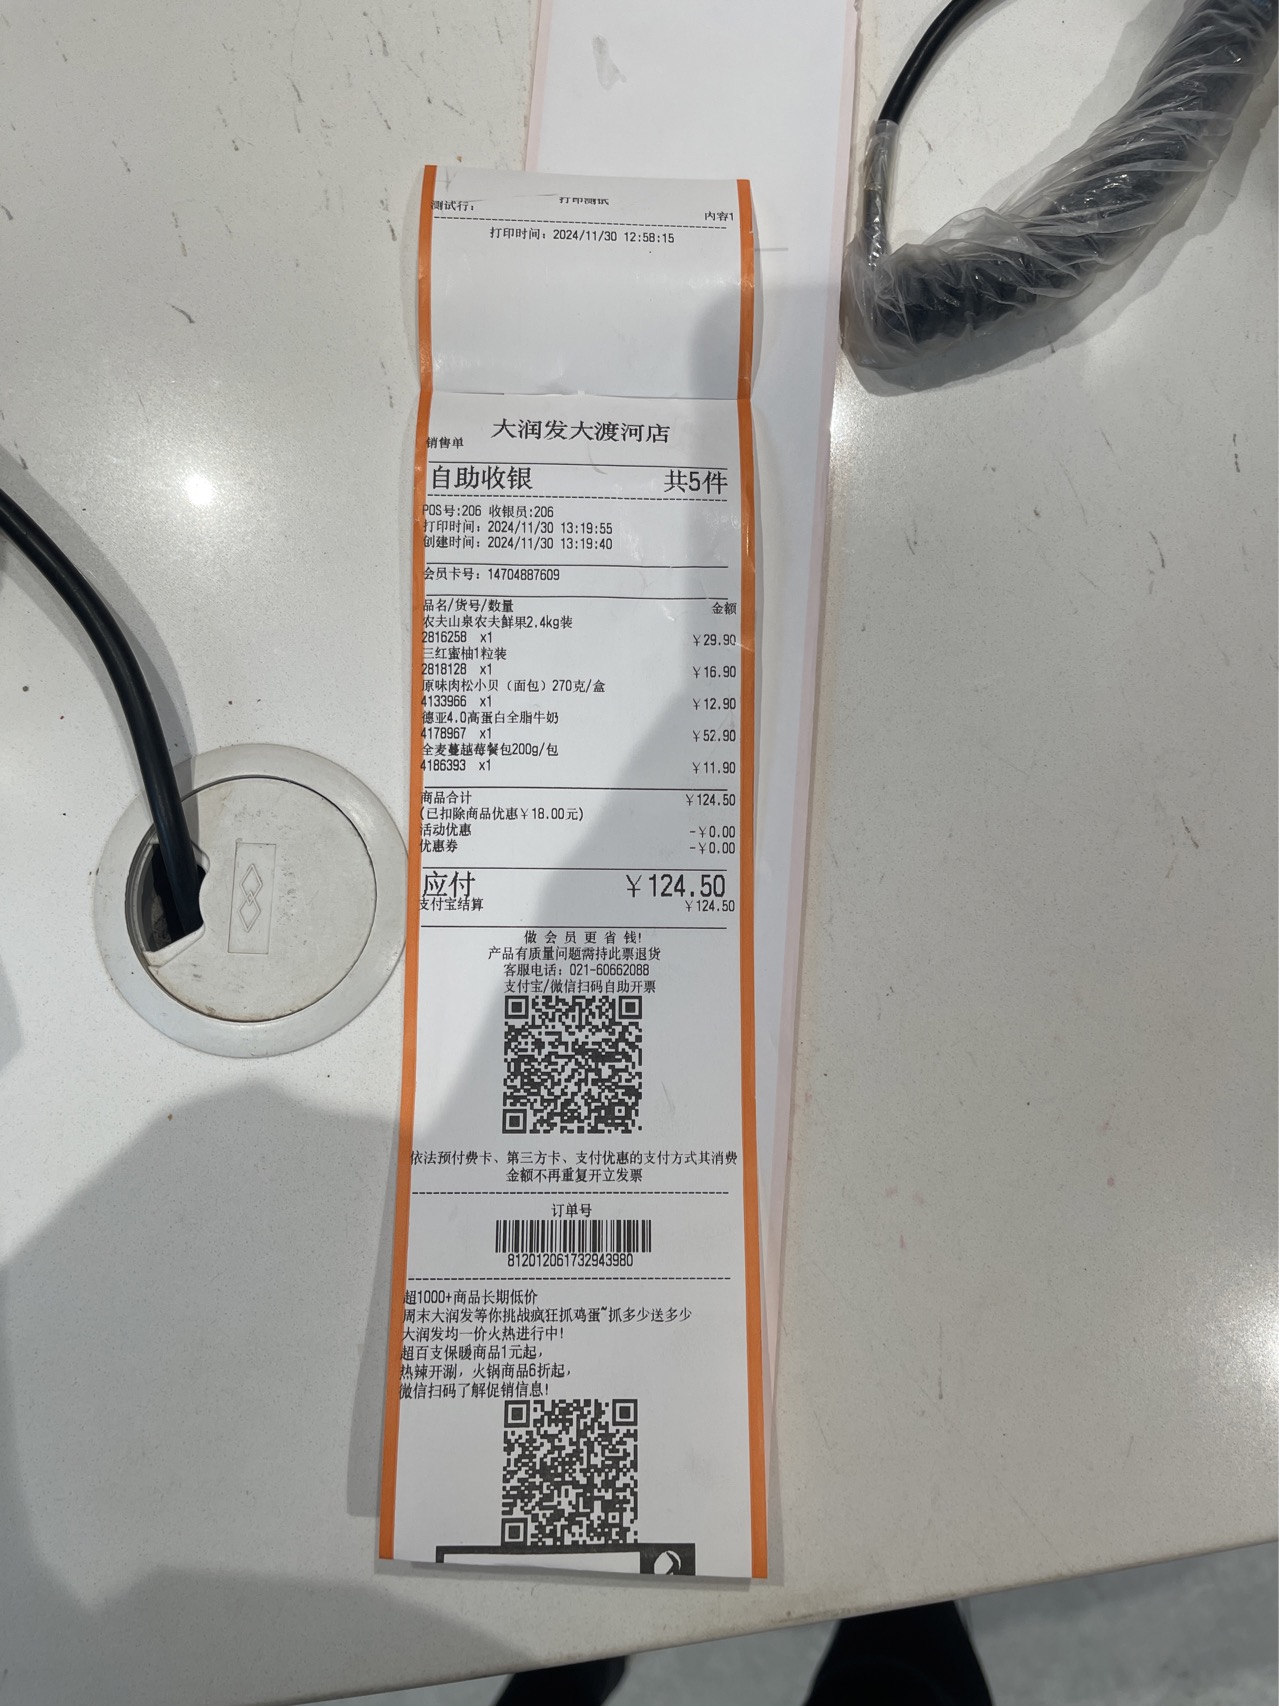 打印测试
测试行： 内容1
打印时间：2024/11/30 12:58:15
大润发大渡河店
销售单
自助收银 共5件
POS号:206 收银员:206
打印时间：2024/11/30 13:19:55
创建时间：2024/11/30 13:19:40
会员卡号：14704887609
品名/货号/数量 金额
农夫山泉农夫鲜果2.4kg装
2816258 x1 ￥29.90
三红蜜柚1粒装
2818128 x1 ￥16.90
原味肉松小贝（面包）270克/盒
4133966 x1 ￥12.90
德亚4.0高蛋白全脂牛奶
4178967 x1 ￥52.90
全麦蔓越莓餐包200g/包
4186393 x1 ￥11.90
商品合计 ￥124.50
(已扣除商品优惠￥18.00元)
活动优惠 -￥0.00
优惠券 -￥0.00
应付 ￥124.50
支付宝结算 ￥124.50
做 会 员 更 省 钱!
产品有质量问题需持此票退货
客服电话：021-60662088
支付宝/微信扫码自助开票
依法预付费卡、第三方卡、支付优惠的支付方式其消费
金额不再重复开立发票
订单号
812012061732943980
超1000+商品长期低价
周末大润发等你挑战疯狂抓鸡蛋~抓多少送多少
大润发均一价火热进行中!
超百支保暖商品1元起，
热辣开涮，火锅商品6折起，
微信扫码了解促销信息!